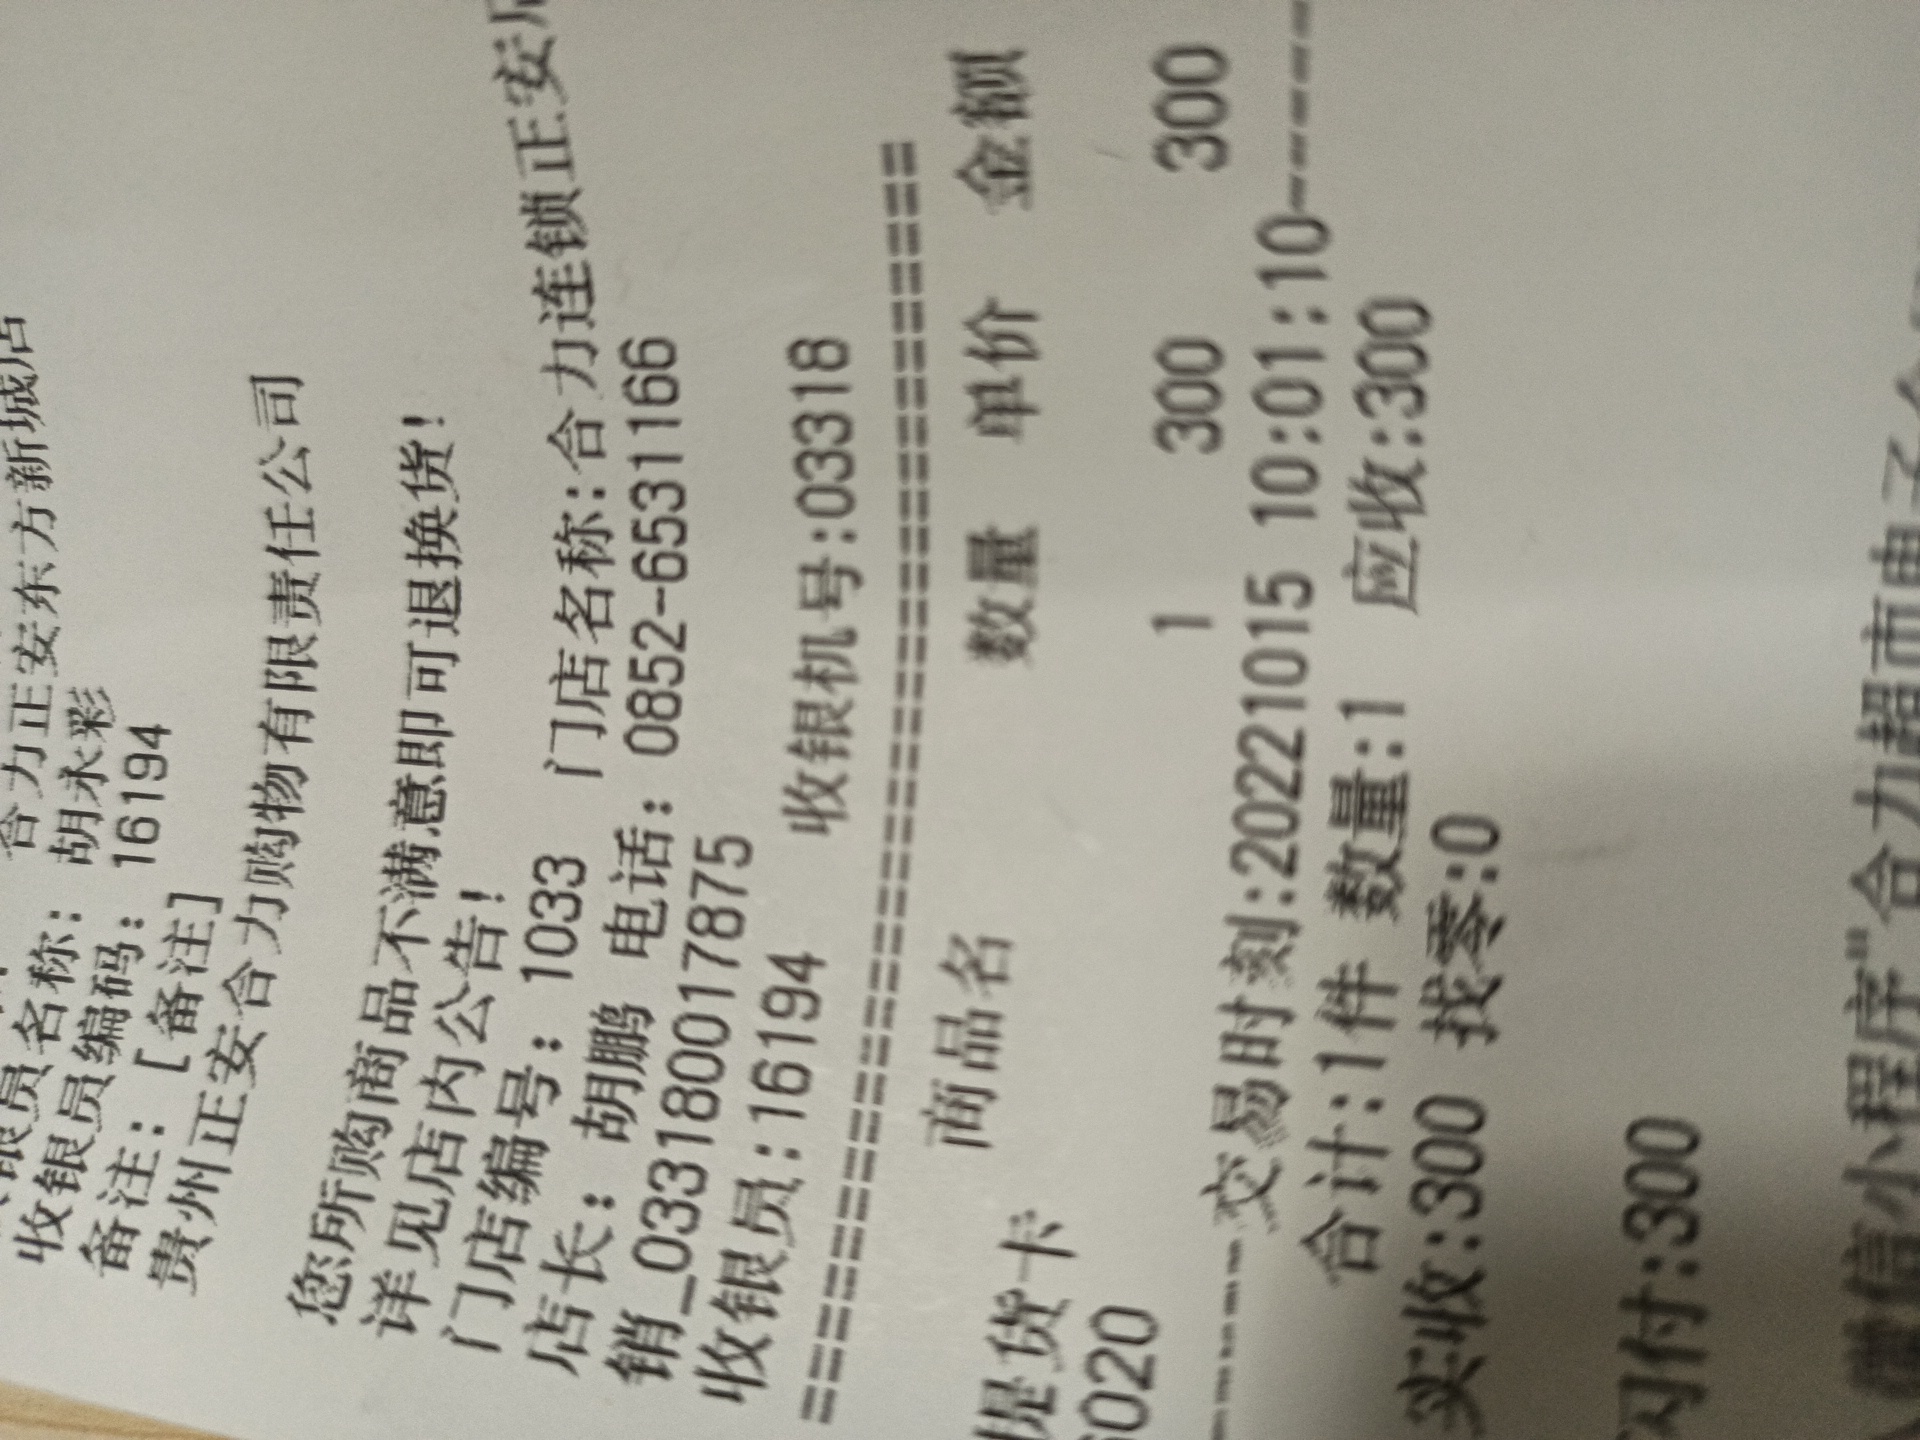 合力正安东方新城店
收银员名称: 胡永彩
收银员编码: 16194
备注: [备注]
贵州正安合力购物有限责任公司
您所购商品不满意即可退换货!
详见店内公告!
门店编号: 1033 门店名称:合力连锁正安
店长: 胡鹏 电话: 0852-6531166
销_0331800017875
收银员:16194 收银机号:03318
商品名 数量 单价 金额
提货卡
6020 1 300 300
交易时刻:20221015 10:01:10
合计:1件 数量:1 应收:300
实收:300 找零:0
闪付:300
微信小程序"合力超市电子